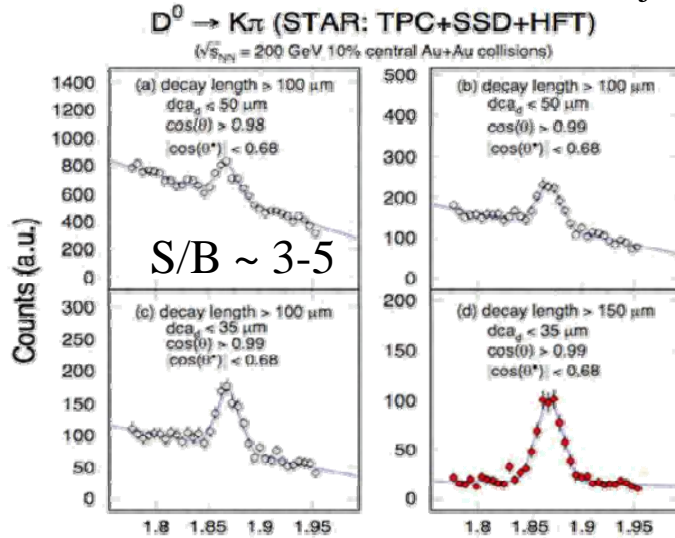 D⁰ → Kπ (STAR: TPC+SSD+HFT)
(√s_NN = 200 GeV 10% central Au+Au collisions)
Counts (a.u.)
1400
1200
1000
800
600
400
200
0
(a) decay length > 100 μm
dca_d < 50 μm
cos(θ) > 0.98
|cos(θ*)| < 0.68
S/B ~ 3-5
500
400
300
200
100
0
(b) decay length > 100 μm
dca_d < 50 μm
cos(θ) > 0.99
|cos(θ*)| < 0.68
300
250
200
150
100
50
0
(c) decay length > 100 μm
dca_d < 35 μm
cos(θ) > 0.99
|cos(θ*)| < 0.68
200
150
100
50
0
(d) decay length > 150 μm
dca_d < 35 μm
cos(θ) > 0.99
|cos(θ*)| < 0.68
1.8 1.85 1.9 1.95
1.8 1.85 1.9 1.95